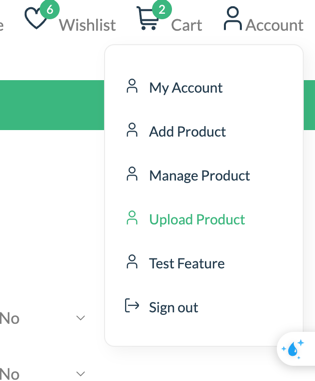 e
6
Wishlist
2
Cart
Account
My Account
Add Product
Manage Product
Upload Product
Test Feature
Sign out
No
No